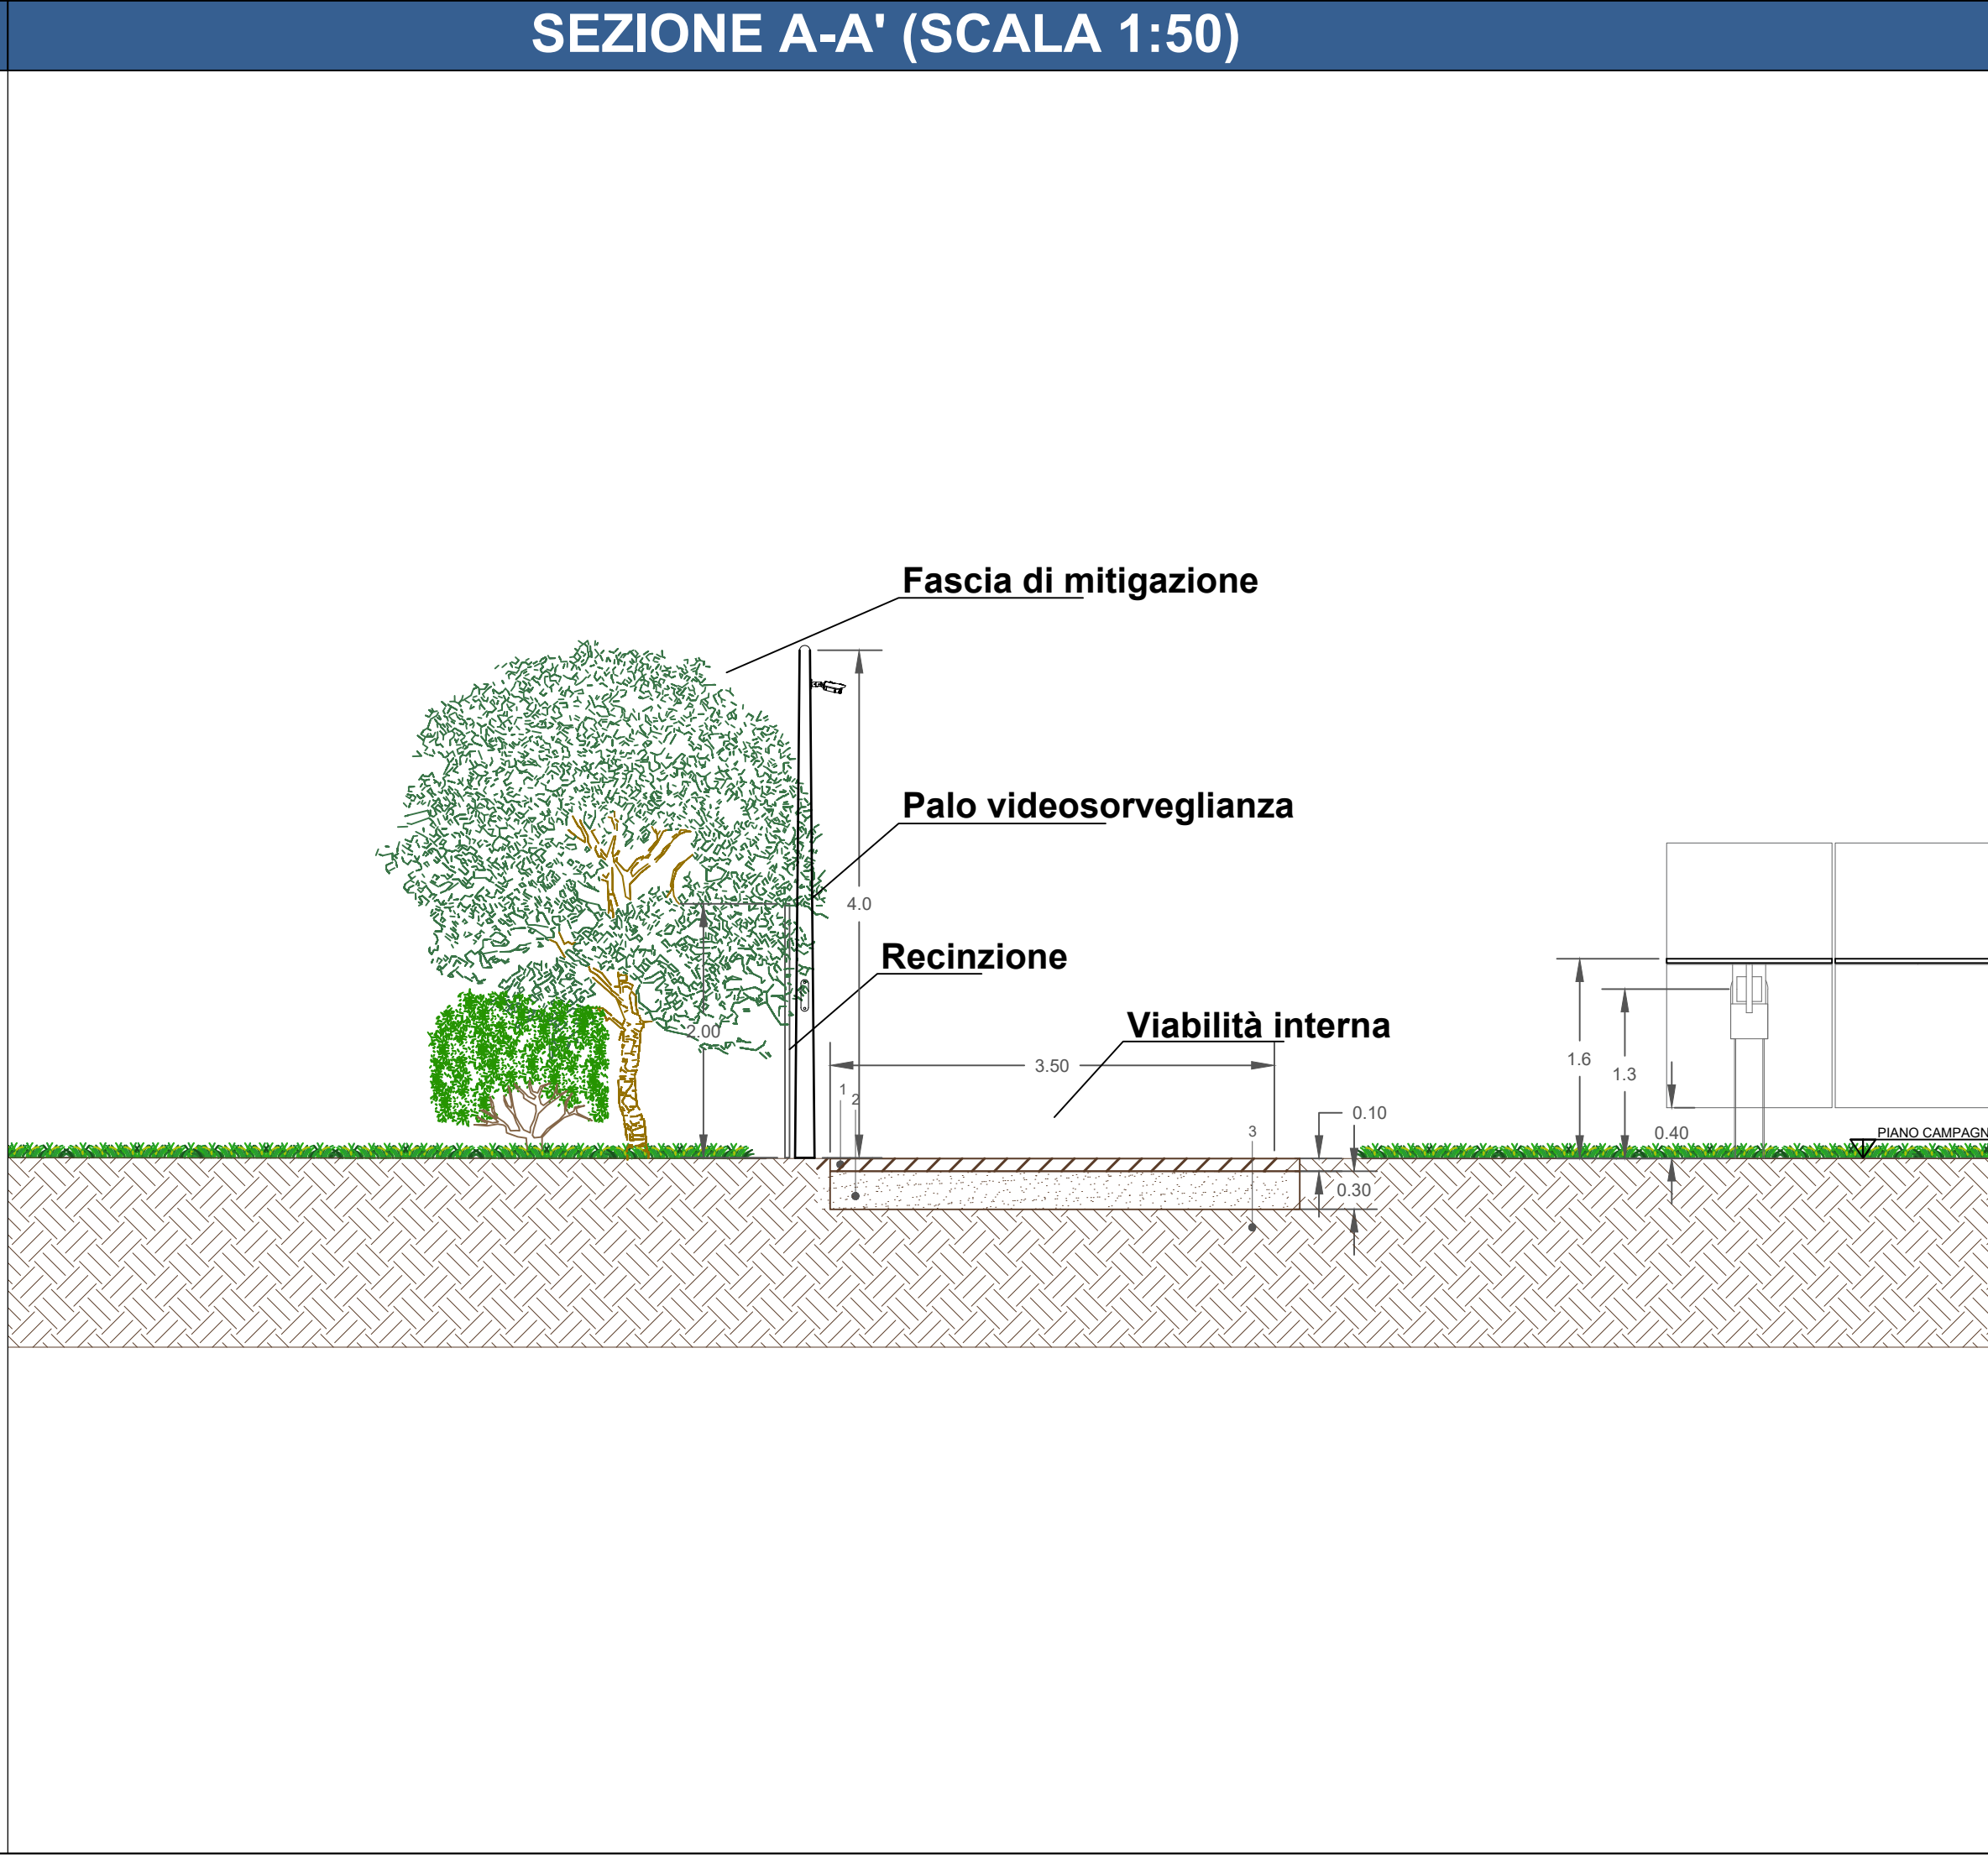 SEZIONE A-A' (SCALA 1:50)
Fascia di mitigazione
Palo videosorveglianza
4.0
Recinzione
2.00
Viabilità interna
3.50
1
2
3
0.10
0.30
1.6
1.3
0.40
PIANO CAMPAGN